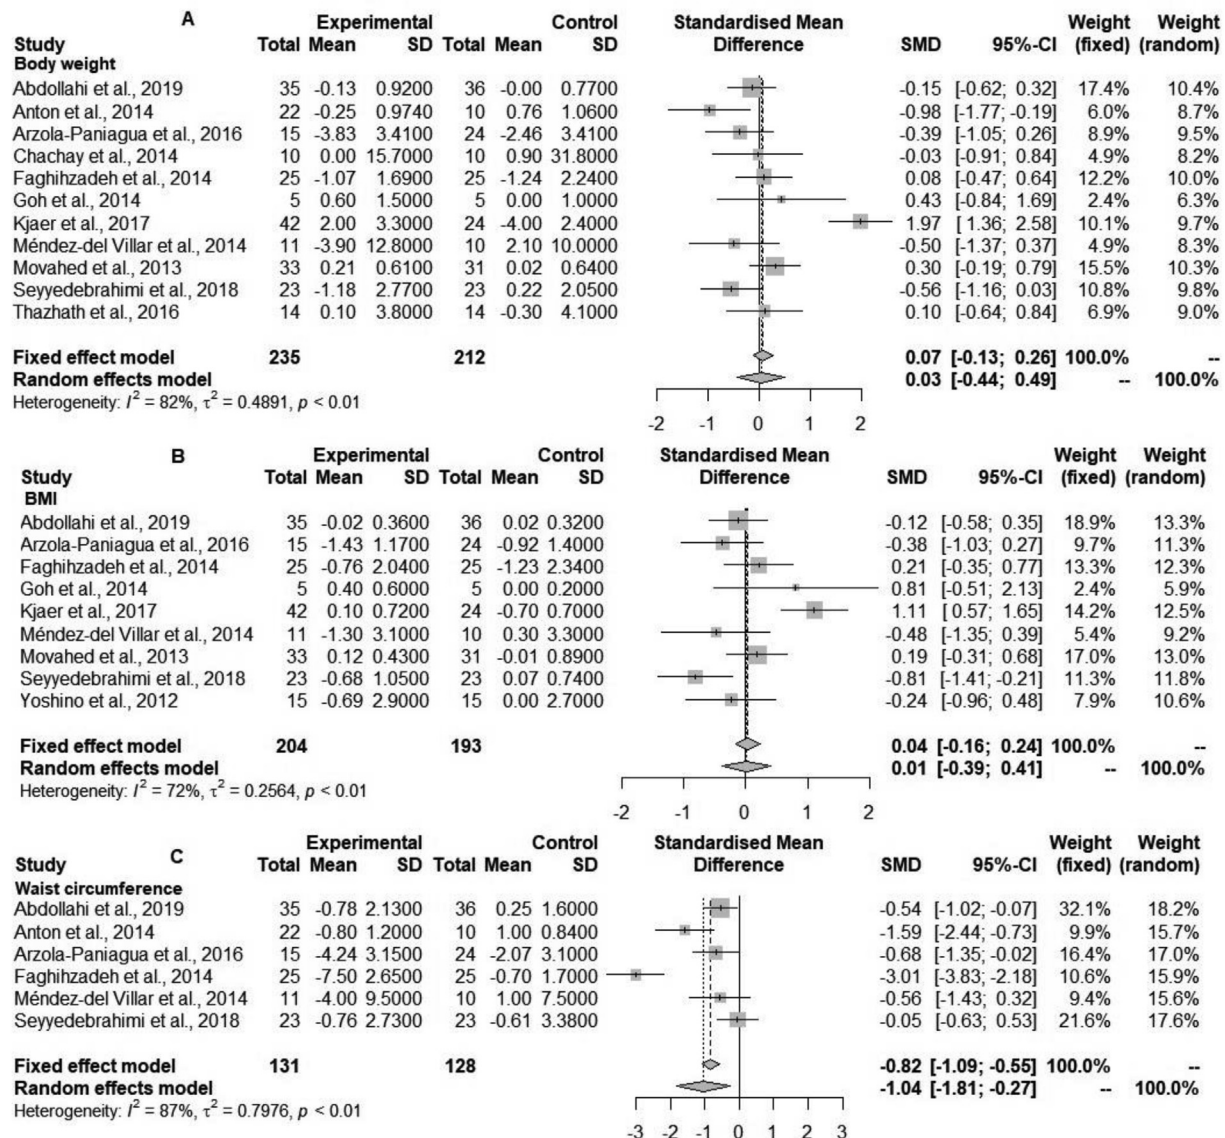 A Experimental Control Standardised Mean Weight Weight
Study Total Mean SD Total Mean SD Difference SMD 95%-CI (fixed) (random)
Body weight
Abdollahi et al., 2019 35 -0.13 0.9200 36 -0.00 0.7700 -0.15 [-0.62; 0.32] 17.4% 10.4%
Anton et al., 2014 22 -0.25 0.9740 10 0.76 1.0600 -0.98 [-1.77; -0.19] 6.0% 8.7%
Arzola-Paniagua et al., 2016 15 -3.83 3.4100 24 -2.46 3.4100 -0.39 [-1.05; 0.26] 8.9% 9.5%
Chachay et al., 2014 10 0.00 15.7000 10 0.90 31.8000 -0.03 [-0.91; 0.84] 4.9% 8.2%
Faghihzadeh et al., 2014 25 -1.07 1.6900 25 -1.24 2.2400 0.08 [-0.47; 0.64] 12.2% 10.0%
Goh et al., 2014 5 0.60 1.5000 5 0.00 1.0000 0.43 [-0.84; 1.69] 2.4% 6.3%
Kjaer et al., 2017 42 2.00 3.3000 24 -4.00 2.4000 1.97 [ 1.36; 2.58] 10.1% 9.7%
Méndez-del Villar et al., 2014 11 -3.90 12.8000 10 2.10 10.0000 -0.50 [-1.37; 0.37] 4.9% 8.3%
Movahed et al., 2013 33 0.21 0.6100 31 0.02 0.6400 0.30 [-0.19; 0.79] 15.5% 10.3%
Seyyedebrahimi et al., 2018 23 -1.18 2.7700 23 0.22 2.0500 -0.56 [-1.16; 0.03] 10.8% 9.8%
Thazhath et al., 2016 14 0.10 3.8000 14 -0.30 4.1000 0.10 [-0.64; 0.84] 6.9% 9.0%
Fixed effect model 235 212 0.07 [-0.13; 0.26] 100.0% --
Random effects model 0.03 [-0.44; 0.49] -- 100.0%
Heterogeneity: I² = 82%, τ² = 0.4891, p < 0.01
-2 -1 0 1 2
B Experimental Control Standardised Mean Weight Weight
Study Total Mean SD Total Mean SD Difference SMD 95%-CI (fixed) (random)
BMI
Abdollahi et al., 2019 35 -0.02 0.3600 36 0.02 0.3200 -0.12 [-0.58; 0.35] 18.9% 13.3%
Arzola-Paniagua et al., 2016 15 -1.43 1.1700 24 -0.92 1.4000 -0.38 [-1.03; 0.27] 9.7% 11.3%
Faghihzadeh et al., 2014 25 -0.76 2.0400 25 -1.23 2.3400 0.21 [-0.35; 0.77] 13.3% 12.3%
Goh et al., 2014 5 0.40 0.6000 5 0.00 0.2000 0.81 [-0.51; 2.13] 2.4% 5.9%
Kjaer et al., 2017 42 0.10 0.7200 24 -0.70 0.7000 1.11 [ 0.57; 1.65] 14.2% 12.5%
Méndez-del Villar et al., 2014 11 -1.30 3.1000 10 0.30 3.3000 -0.48 [-1.35; 0.39] 5.4% 9.2%
Movahed et al., 2013 33 0.12 0.4300 31 -0.01 0.8900 0.19 [-0.31; 0.68] 17.0% 13.0%
Seyyedebrahimi et al., 2018 23 -0.68 1.0500 23 0.07 0.7400 -0.81 [-1.41; -0.21] 11.3% 11.8%
Yoshino et al., 2012 15 -0.69 2.9000 15 0.00 2.7000 -0.24 [-0.96; 0.48] 7.9% 10.6%
Fixed effect model 204 193 0.04 [-0.16; 0.24] 100.0% --
Random effects model 0.01 [-0.39; 0.41] -- 100.0%
Heterogeneity: I² = 72%, τ² = 0.2564, p < 0.01
-2 -1 0 1 2
C Experimental Control Standardised Mean Weight Weight
Study Total Mean SD Total Mean SD Difference SMD 95%-CI (fixed) (random)
Waist circumference
Abdollahi et al., 2019 35 -0.78 2.1300 36 0.25 1.6000 -0.54 [-1.02; -0.07] 32.1% 18.2%
Anton et al., 2014 22 -0.80 1.2000 10 1.00 0.8400 -1.59 [-2.44; -0.73] 9.9% 15.7%
Arzola-Paniagua et al., 2016 15 -4.24 3.1500 24 -2.07 3.1000 -0.68 [-1.35; -0.02] 16.4% 17.0%
Faghihzadeh et al., 2014 25 -7.50 2.6500 25 -0.70 1.7000 -3.01 [-3.83; -2.18] 10.6% 15.9%
Méndez-del Villar et al., 2014 11 -4.00 9.5000 10 1.00 7.5000 -0.56 [-1.43; 0.32] 9.4% 15.6%
Seyyedebrahimi et al., 2018 23 -0.76 2.7300 23 -0.61 3.3800 -0.05 [-0.63; 0.53] 21.6% 17.6%
Fixed effect model 131 128 -0.82 [-1.09; -0.55] 100.0% --
Random effects model -1.04 [-1.81; -0.27] -- 100.0%
Heterogeneity: I² = 87%, τ² = 0.7976, p < 0.01
-3 -2 -1 0 1 2 3